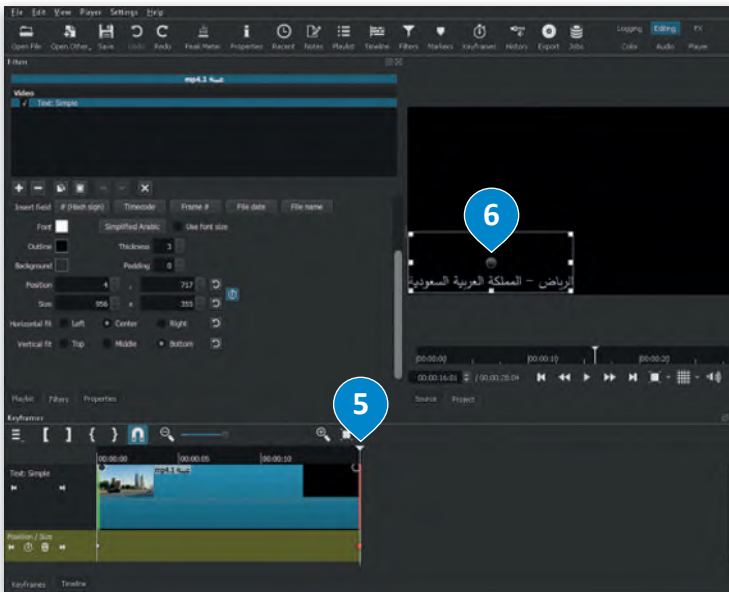 File Edit View Player Settings Help
Open File Open Other... Save Undo Redo Peak Meter Properties Recent Notes Playlist Timeline Filters Markers Keyframes History Export Jobs
Logging Editing FX
Color Audio Player
Filters
عينة 1.mp4
Video
✓ Text: Simple
Insert field # (Hash sign) Timecode Frame # File date File name
Font Simplified Arabic Use font size
Outline Thickness 3
Background Padding 0
Position 4 , 717
Size 956 x 355
Horizontal fit Left Center Right
Vertical fit Top Middle Bottom
6
الرياض – المملكة العربية السعودية
00:00:00 00:00:10 00:00:20
00:00:16:01 / 00:00:28:04
Playlist Filters Properties
Source Project
5
Keyframes
00:00:00 00:00:05 00:00:10
Text: Simple
عينة 1.mp4
Position / Size
Keyframes Timeline